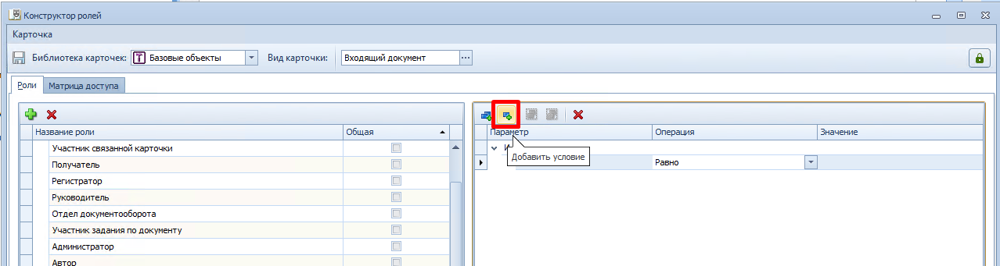 Конструктор ролей
Карточка
Библиотека карточек: Базовые объекты Вид карточки: Входящий документ ...
Роли Матрица доступа
Название роли Общая
Параметр Операция Значение
Участник связанной карточки
И
Добавить условие
Получатель
Равно
Регистратор
Руководитель
Отдел документооборота
Участник задания по документу
Администратор
Автор